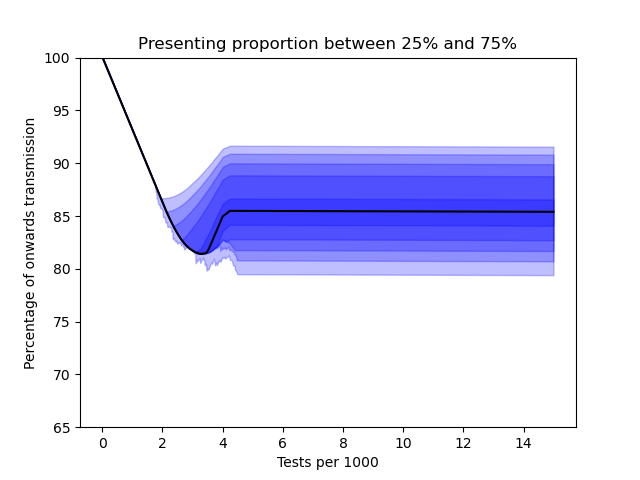 Presenting proportion between 25% and 75%
Percentage of onwards transmission
100
95
90
85
80
75
70
65
0 2 4 6 8 10 12 14
Tests per 1000